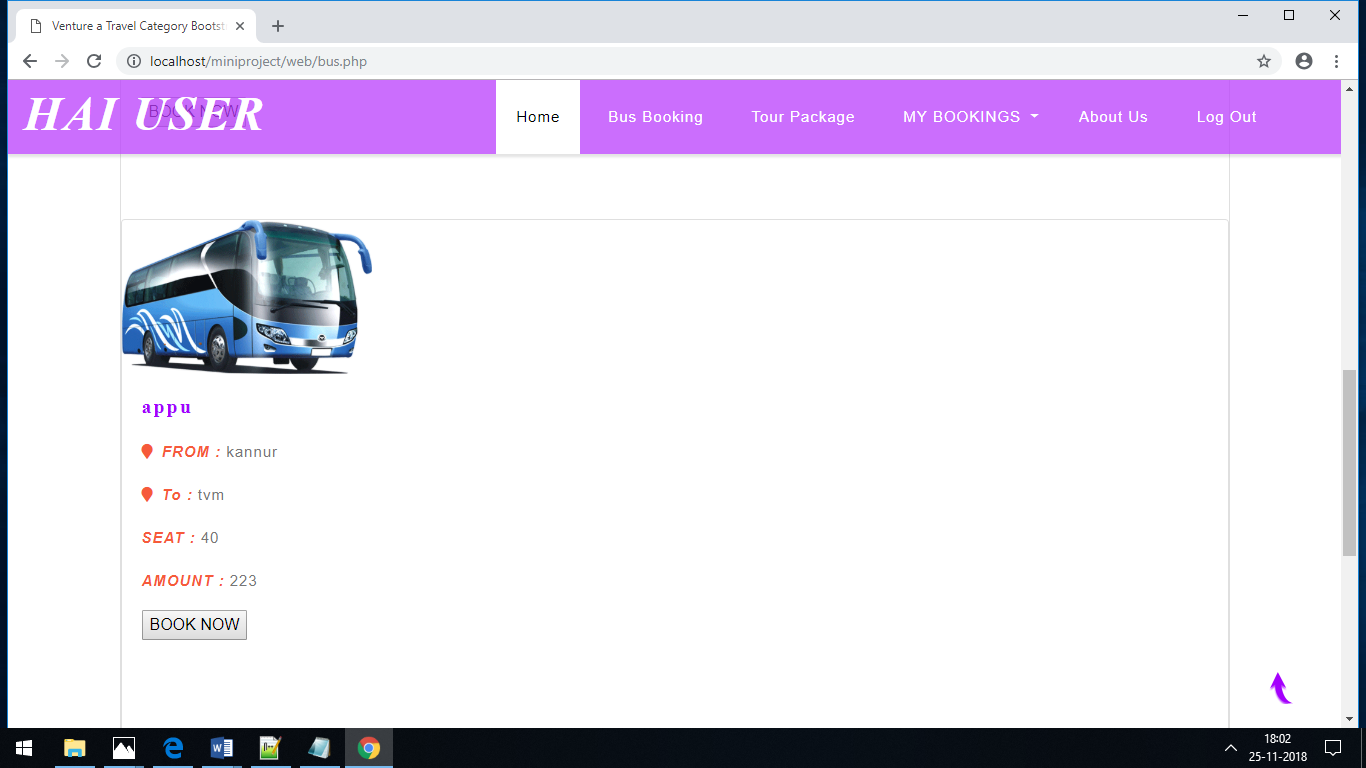 Venture a Travel Category Bootst
localhost/miniproject/web/bus.php
HAI USER
BOOK NOW
Home Bus Booking Tour Package MY BOOKINGS About Us Log Out
appu
FROM : kannur
To : tvm
SEAT : 40
AMOUNT : 223
BOOK NOW
18:02
25-11-2018